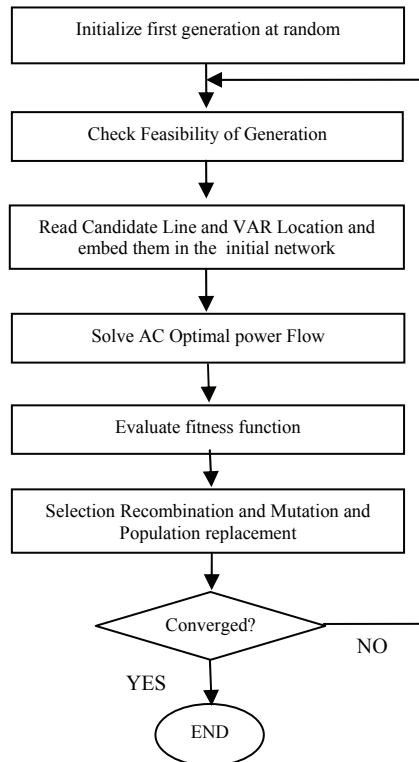 Initialize first generation at random
Check Feasibility of Generation
Read Candidate Line and VAR Location and
embed them in the initial network
Solve AC Optimal power Flow
Evaluate fitness function
Selection Recombination and Mutation and
Population replacement
Converged?
NO
YES
END